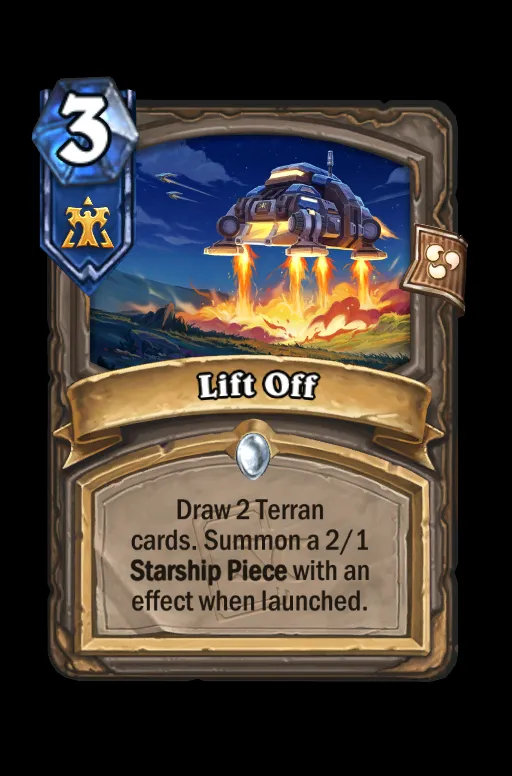 3
Lift Off
Draw 2 Terran
cards. Summon a 2/1
Starship Piece with an
effect when launched.